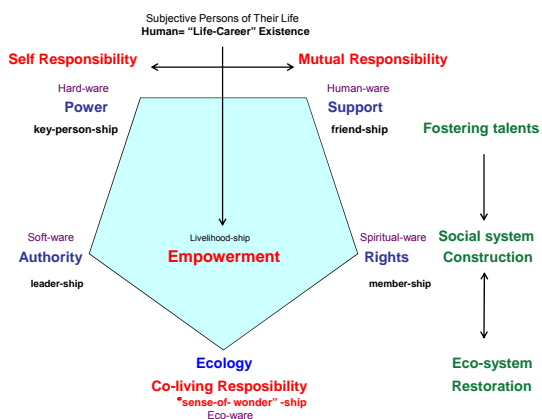 Subjective Persons of Their Life
Human= “Life-Career” Existence
Self Responsibility
Mutual Responsibility
Hard-ware
Power
key-person-ship
Human-ware
Support
friend-ship
Fostering talents
Soft-ware
Authority
leader-ship
Livelihood-ship
Empowerment
Spiritual-ware
Rights
member-ship
Social system
Construction
Ecology
Co-living Resposibility
“sense-of- wonder” -ship
Eco-ware
Eco-system
Restoration